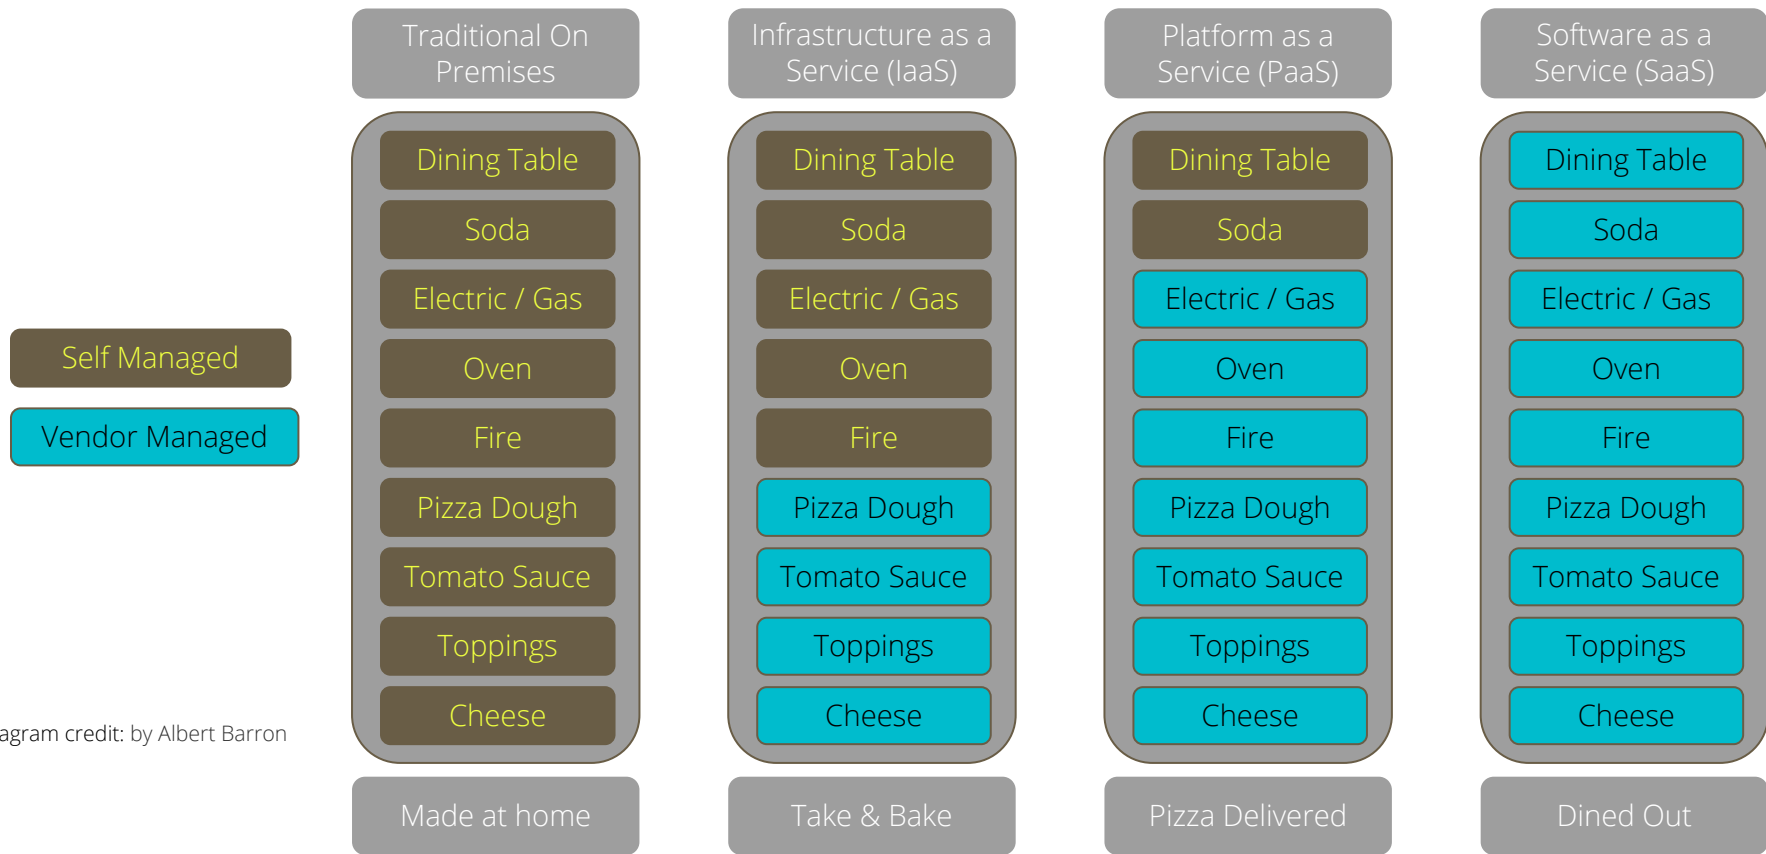 Traditional On
Premises
Infrastructure as a
Service (IaaS)
Platform as a
Service (PaaS)
Software as a
Service (SaaS)
Dining Table
Soda
Electric / Gas
Oven
Fire
Pizza Dough
Tomato Sauce
Toppings
Cheese
Dining Table
Soda
Electric / Gas
Oven
Fire
Pizza Dough
Tomato Sauce
Toppings
Cheese
Dining Table
Soda
Electric / Gas
Oven
Fire
Pizza Dough
Tomato Sauce
Toppings
Cheese
Dining Table
Soda
Electric / Gas
Oven
Fire
Pizza Dough
Tomato Sauce
Toppings
Cheese
Self Managed
Vendor Managed
agram credit: by Albert Barron
Made at home
Take & Bake
Pizza Delivered
Dined Out